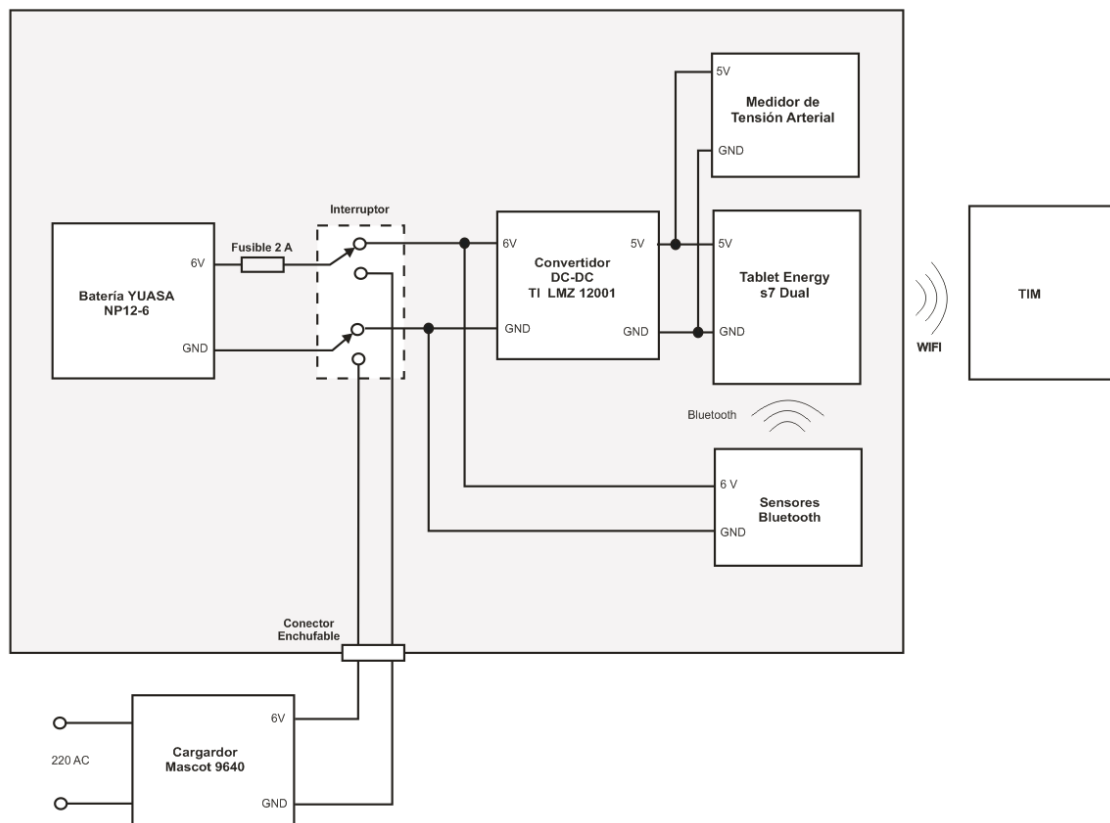 5V
Medidor de
Tensión Arterial
GND
Interruptor
Fusible 2 A
6V
Batería YUASA
NP12-6
GND
6V
5V
Convertidor
DC-DC
TI LMZ 12001
GND
GND
5V
Tablet Energy
s7 Dual
GND
WIFI
TIM
Bluetooth
6 V
Sensores
Bluetooth
GND
Conector
Enchufable
220 AC
6V
Cargardor
Mascot 9640
GND